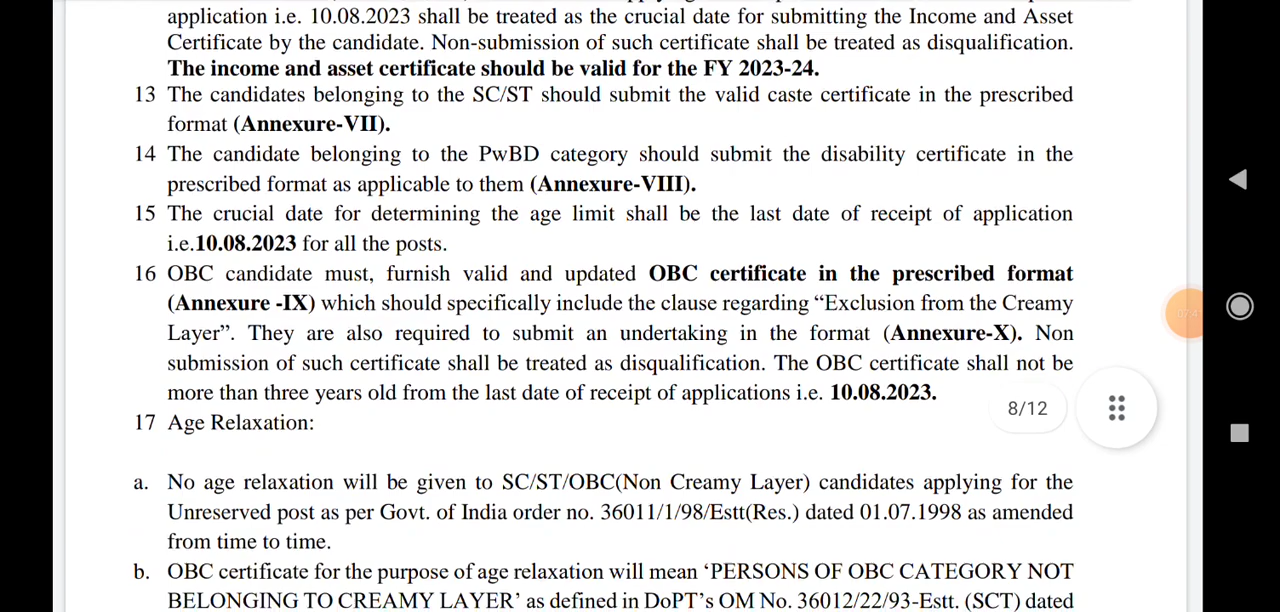 application i.e. 10.08.2023 shall be treated as the crucial date for submitting the Income and Asset
Certificate by the candidate. Non-submission of such certificate shall be treated as disqualification.
The income and asset certificate should be valid for the FY 2023-24.
13 The candidates belonging to the SC/ST should submit the valid caste certificate in the prescribed
format (Annexure-VII).
14 The candidate belonging to the PwBD category should submit the disability certificate in the
prescribed format as applicable to them (Annexure-VIII).
15 The crucial date for determining the age limit shall be the last date of receipt of application
i.e.10.08.2023 for all the posts.
16 OBC candidate must, furnish valid and updated OBC certificate in the prescribed format
(Annexure -IX) which should specifically include the clause regarding “Exclusion from the Creamy
Layer”. They are also required to submit an undertaking in the format (Annexure-X). Non
submission of such certificate shall be treated as disqualification. The OBC certificate shall not be
more than three years old from the last date of receipt of applications i.e. 10.08.2023.
8/12
17 Age Relaxation:
a. No age relaxation will be given to SC/ST/OBC(Non Creamy Layer) candidates applying for the
Unreserved post as per Govt. of India order no. 36011/1/98/Estt(Res.) dated 01.07.1998 as amended
from time to time.
b. OBC certificate for the purpose of age relaxation will mean ‘PERSONS OF OBC CATEGORY NOT
BELONGING TO CREAMY LAYER’ as defined in DoPT’s OM No. 36012/22/93-Estt. (SCT) dated